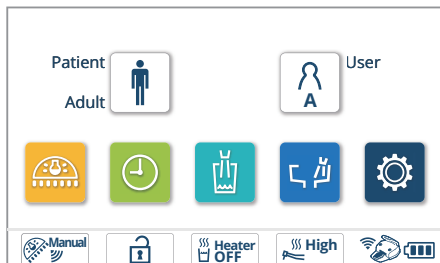 Patient
User
Adult
A
Manual
Heater
OFF
High